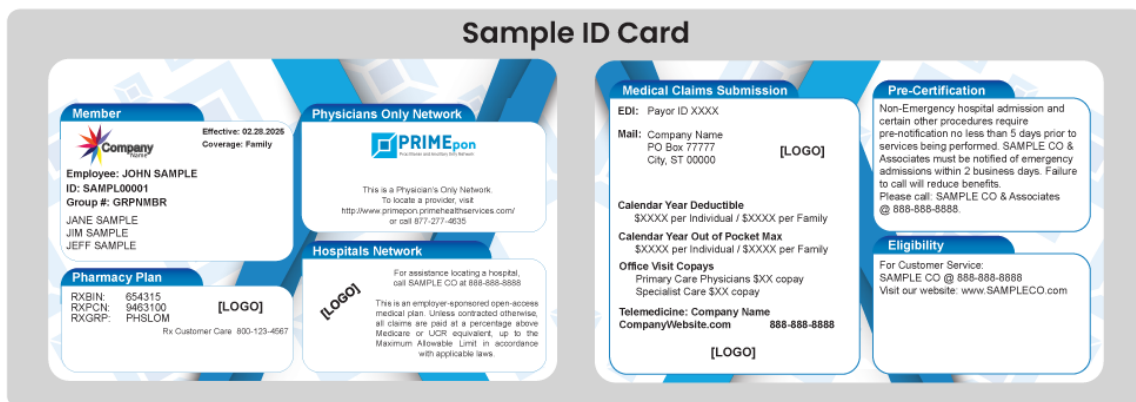 Sample ID Card
Member
Company
Name
Effective: 02.28.2025
Coverage: Family
Employee: JOHN SAMPLE
ID: SAMPL00001
Group #: GRPNMBR
JANE SAMPLE
JIM SAMPLE
JEFF SAMPLE
Pharmacy Plan
RXBIN: 654315
RXPCN: 9463100
RXGRP: PHSLOM
[LOGO]
Rx Customer Care 800-123-4567
Physicians Only Network
PRIMEpon
This is a Physician's Only Network.
To locate a provider, visit
http://www.primepon.primehealthservices.com/
or call 877-277-4635
Hospitals Network
[LOGO]
For assistance locating a hospital,
call SAMPLE CO at 888-888-8888
This is an employer-sponsored open-access
medical plan. Unless contracted otherwise,
all claims are paid at a percentage above
Medicare or UCR equivalent, up to the
Maximum Allowable Limit in accordance
with applicable laws.
Medical Claims Submission
EDI: Payor ID XXXX
Mail: Company Name
PO Box 77777
City, ST 00000
[LOGO]
Calendar Year Deductible
$XXXX per Individual / $XXXX per Family
Calendar Year Out of Pocket Max
$XXXX per Individual / $XXXX per Family
Office Visit Copays
Primary Care Physicians $XX copay
Specialist Care $XX copay
Telemedicine: Company Name
CompanyWebsite.com 888-888-8888
[LOGO]
Pre-Certification
Non-Emergency hospital admission and
certain other procedures require
pre-notification no less than 5 days prior to
services being performed. SAMPLE CO &
Associates must be notified of emergency
admissions within 2 business days. Failure
to call will reduce benefits.
Please call: SAMPLE CO & Associates
@ 888-888-8888.
Eligibility
For Customer Service:
SAMPLE CO @ 888-888-8888
Visit our website: www.SAMPLECO.com